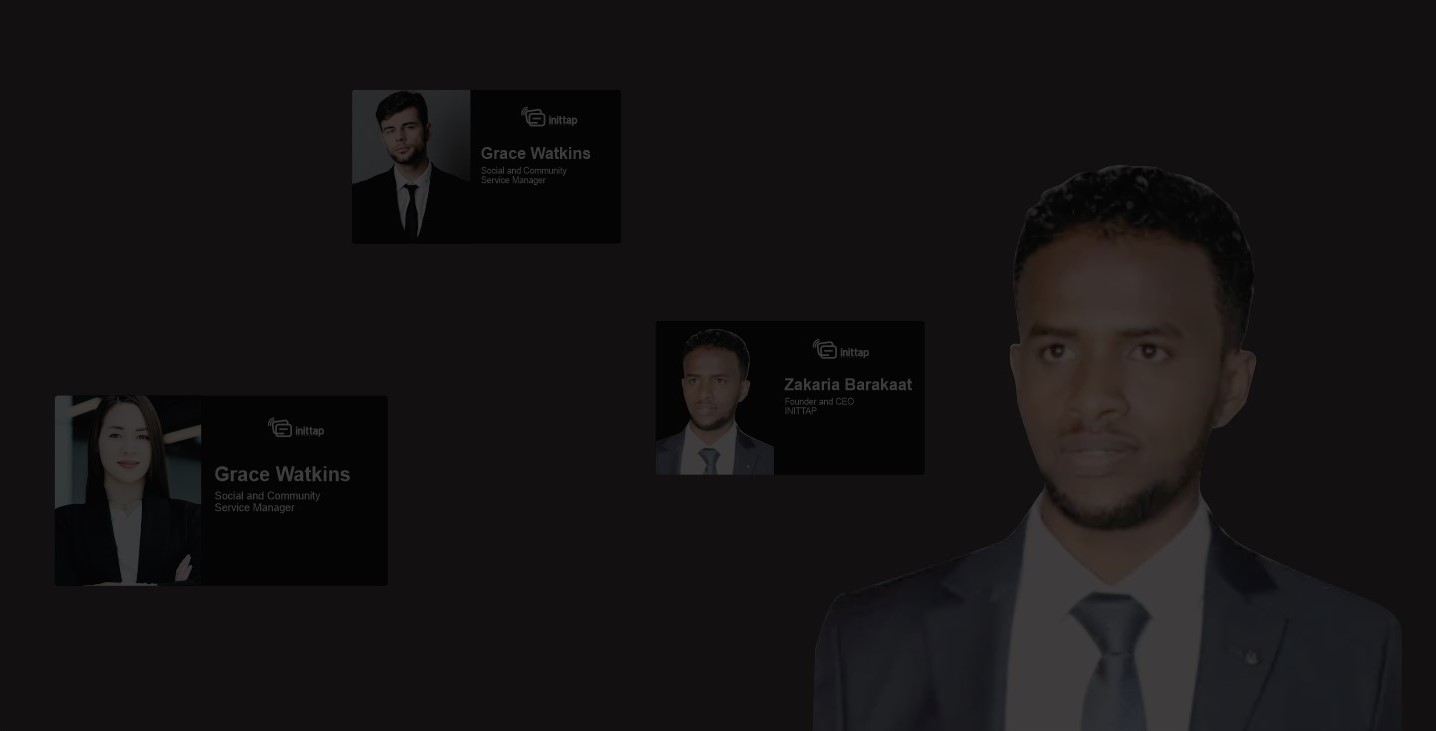 inittap
Grace Watkins
Social and Community
Service Manager
inittap
Zakaria Barakaat
Founder and CEO
INITTAP
inittap
Grace Watkins
Social and Community
Service Manager